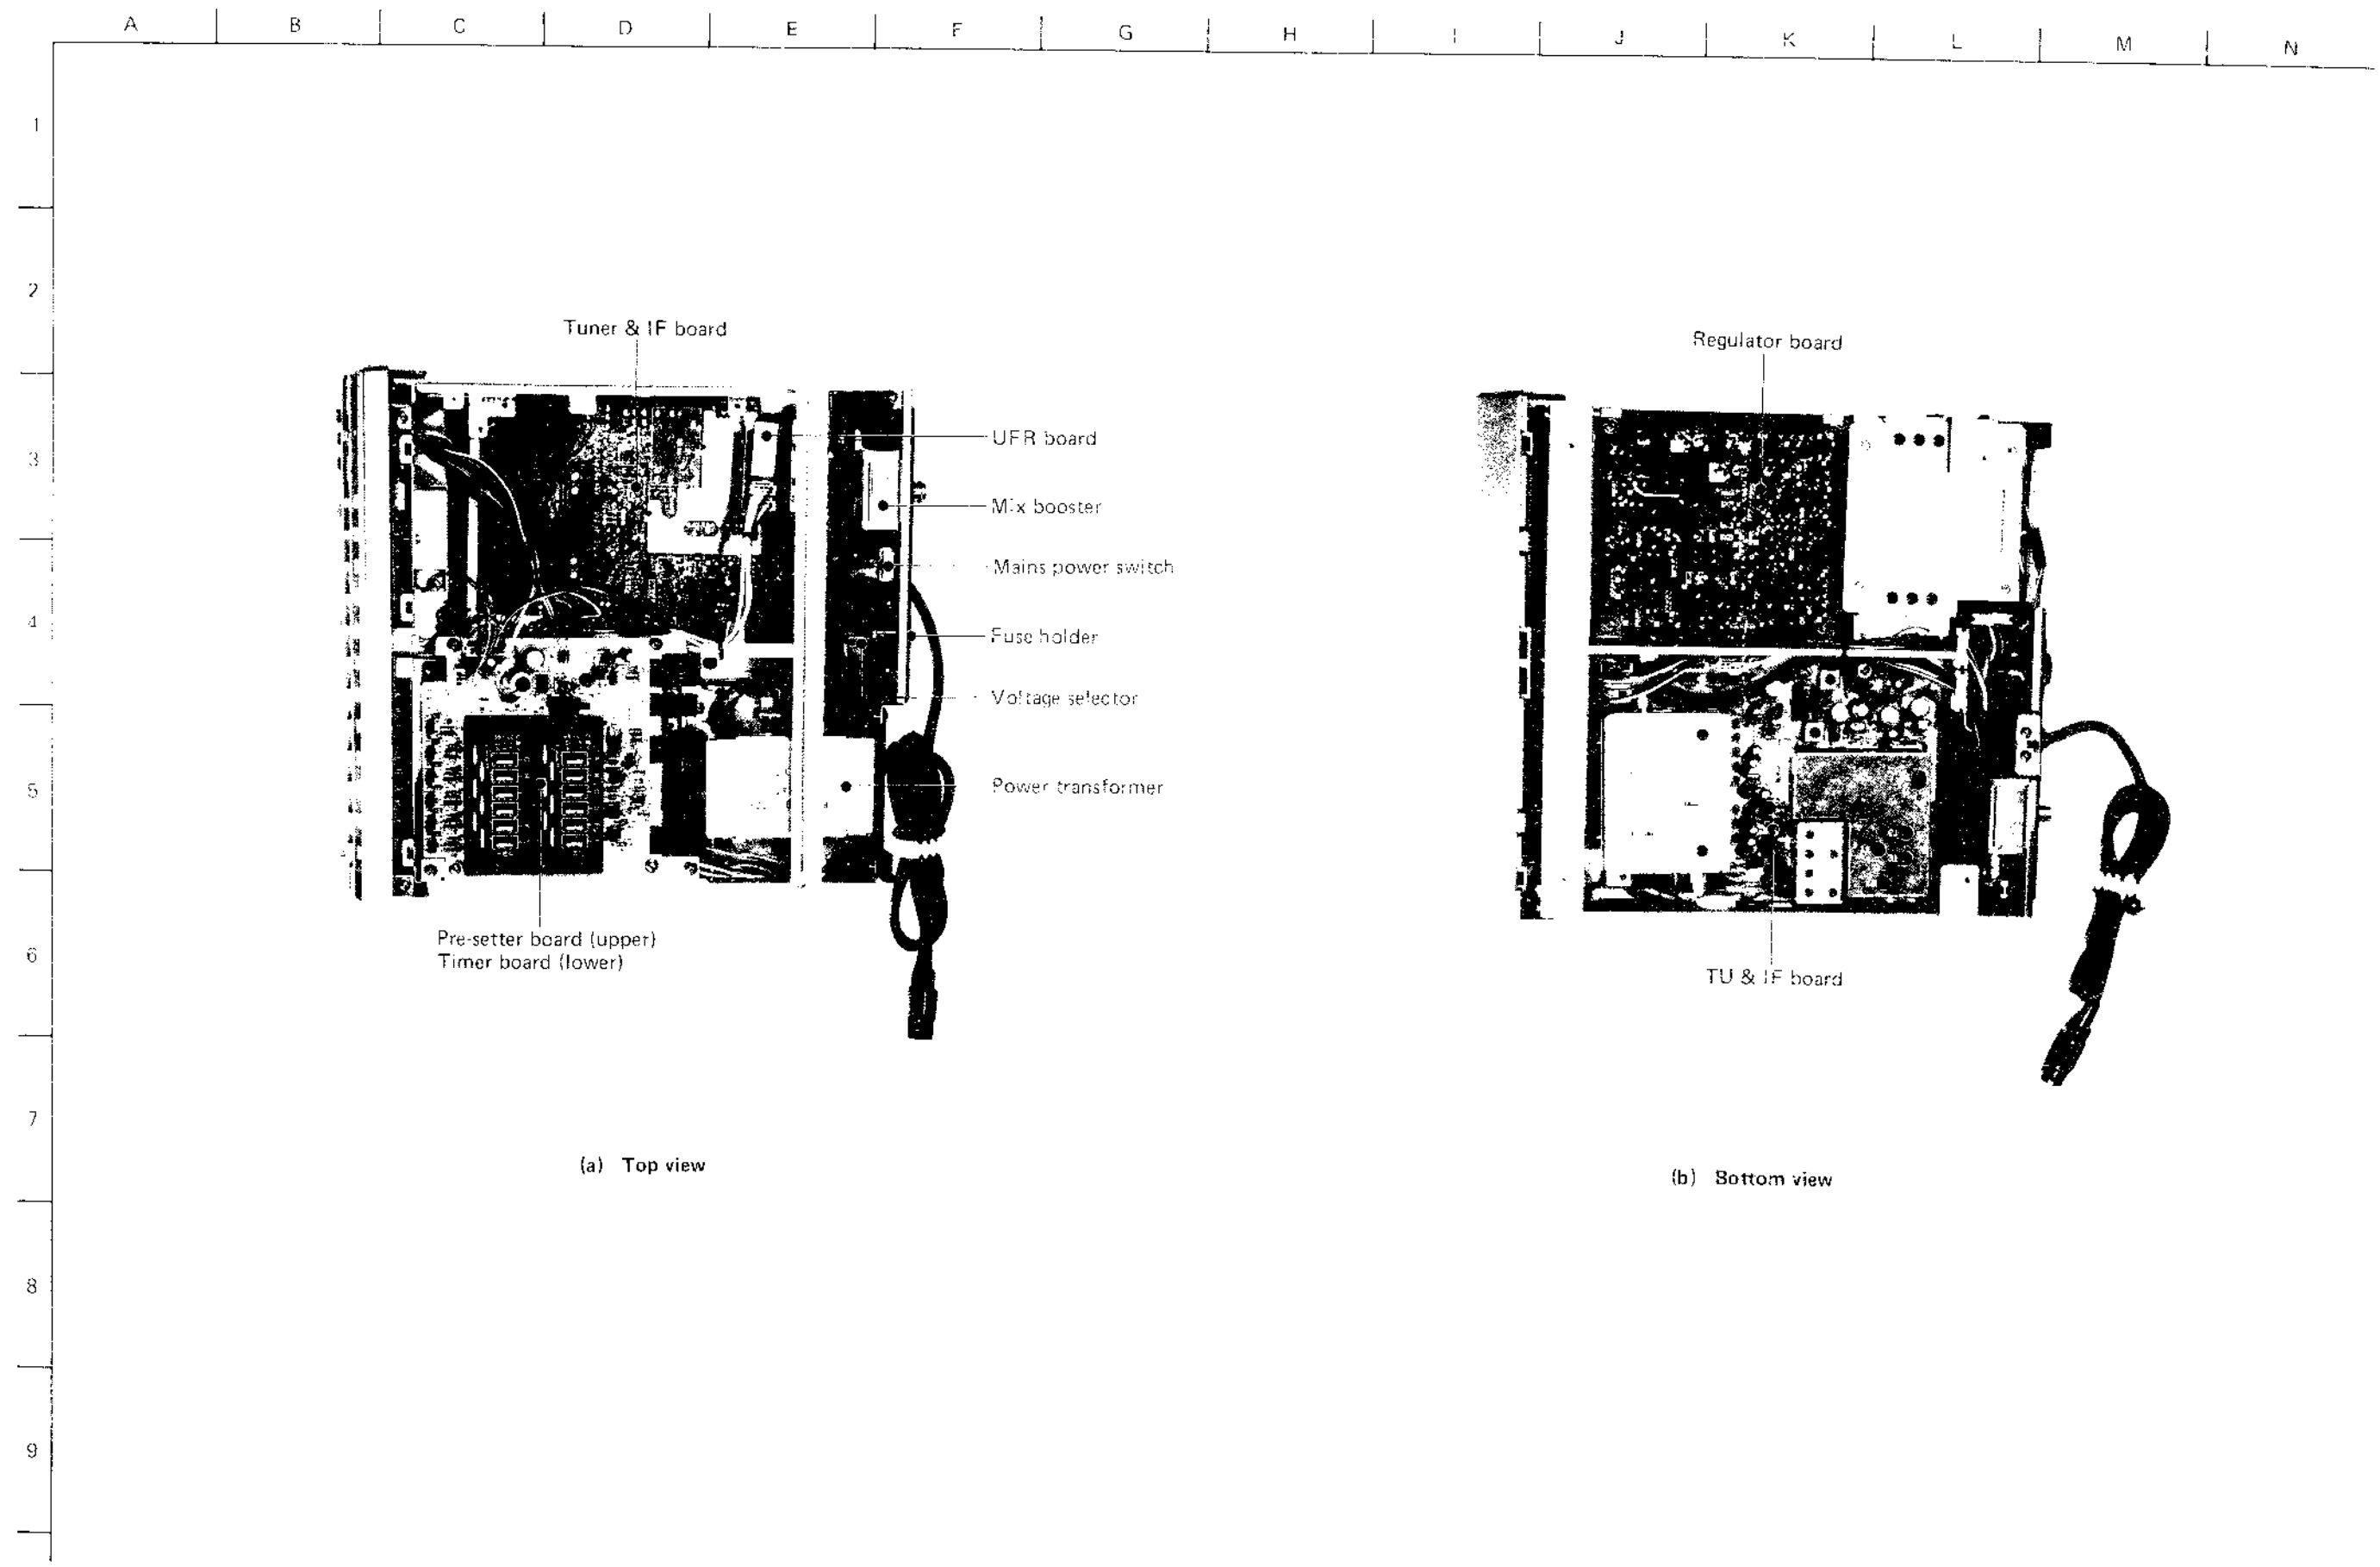 A B C D E F G H I J K L M N
1
2
3
4
5
6
7
8
9
Tuner & IF board
UFR board
Mix booster
Mains power switch
Fuse holder
Voltage selector
Power transformer
Pre-setter board (upper)
Timer board (lower)
(a) Top view
Regulator board
TU & IF board
(b) Bottom view